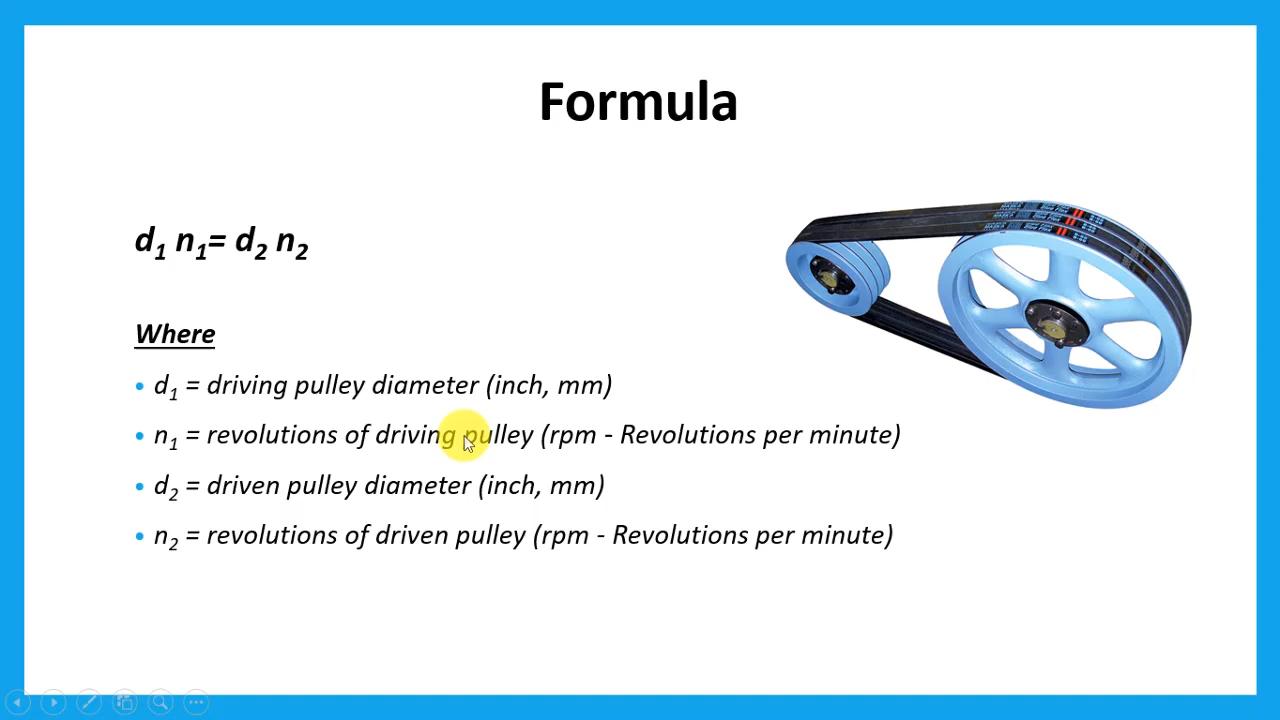 Formula
d₁ n₁= d₂ n₂
Where
• d₁ = driving pulley diameter (inch, mm)
• n₁ = revolutions of driving pulley (rpm - Revolutions per minute)
• d₂ = driven pulley diameter (inch, mm)
• n₂ = revolutions of driven pulley (rpm - Revolutions per minute)